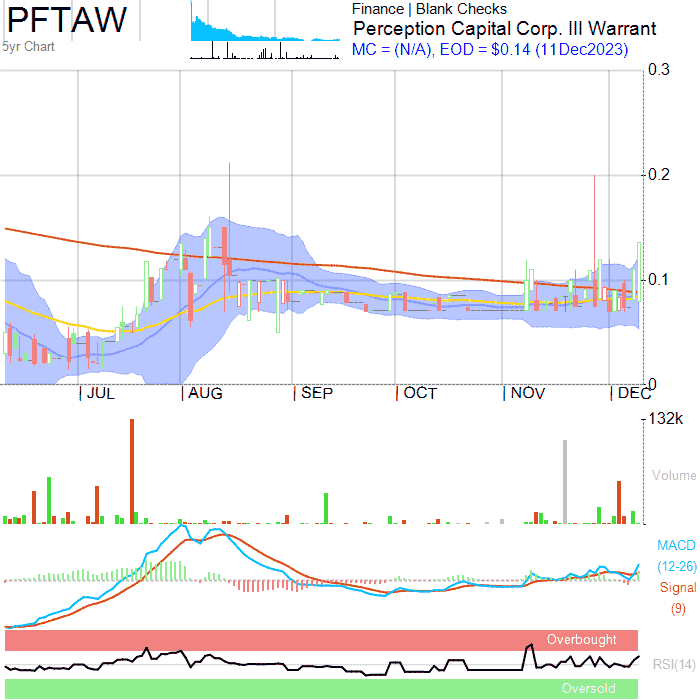 PFTAW
5yr Chart
Finance | Blank Checks
Perception Capital Corp. III Warrant
MC = (N/A), EOD = $0.14 (11Dec2023)
0.3
0.2
0.1
0
JUL
AUG
SEP
OCT
NOV
DEC
132k
Volume
MACD
(12-26)
Signal
(9)
Overbought
RSI(14)
Oversold